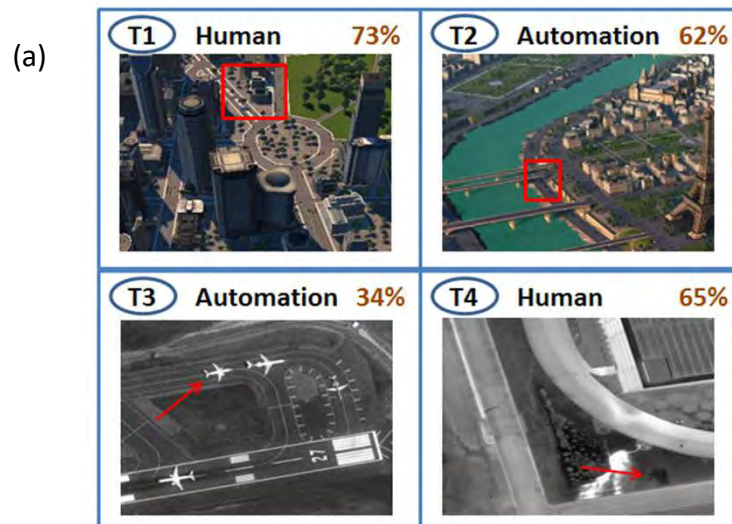 (a)
T1 Human 73%
T2 Automation 62%
T3 Automation 34%
27
T4 Human 65%